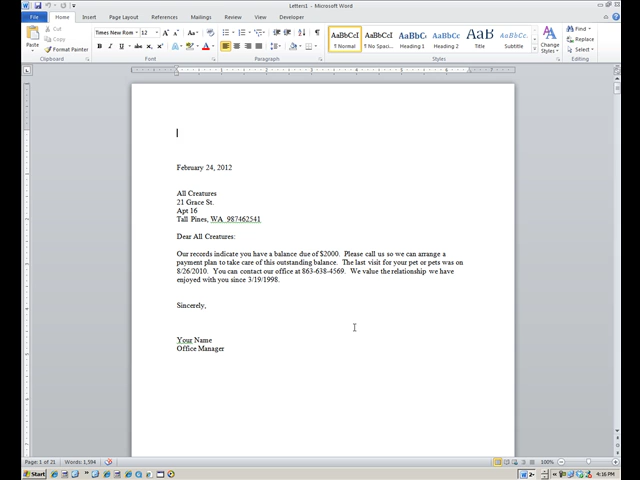 Letters1 - Microsoft Word
File Home Insert Page Layout References Mailings Review View Developer
Paste
Cut
Copy
Format Painter
Clipboard
Times New Rom 12
Font
Paragraph
AaBbCcI AaBbCcI AaBbC AaBbCc AaB AaBbCc.
¶ Normal ¶ No Spaci... Heading 1 Heading 2 Title Subtitle
Change Styles
Styles
Find
Replace
Select
Editing
February 24, 2012
All Creatures
21 Grace St.
Apt 16
Tall Pines, WA 987462541
Dear All Creatures:
Our records indicate you have a balance due of $2000. Please call us so we can arrange a
payment plan to take care of this outstanding balance. The last visit for your pet or pets was on
8/26/2010. You can contact our office at 863-638-4569. We value the relationship we have
enjoyed with you since 3/19/1998.
Sincerely,
Your Name
Office Manager
Page: 1 of 21 Words: 1,594 100%
Start 4:16 PM